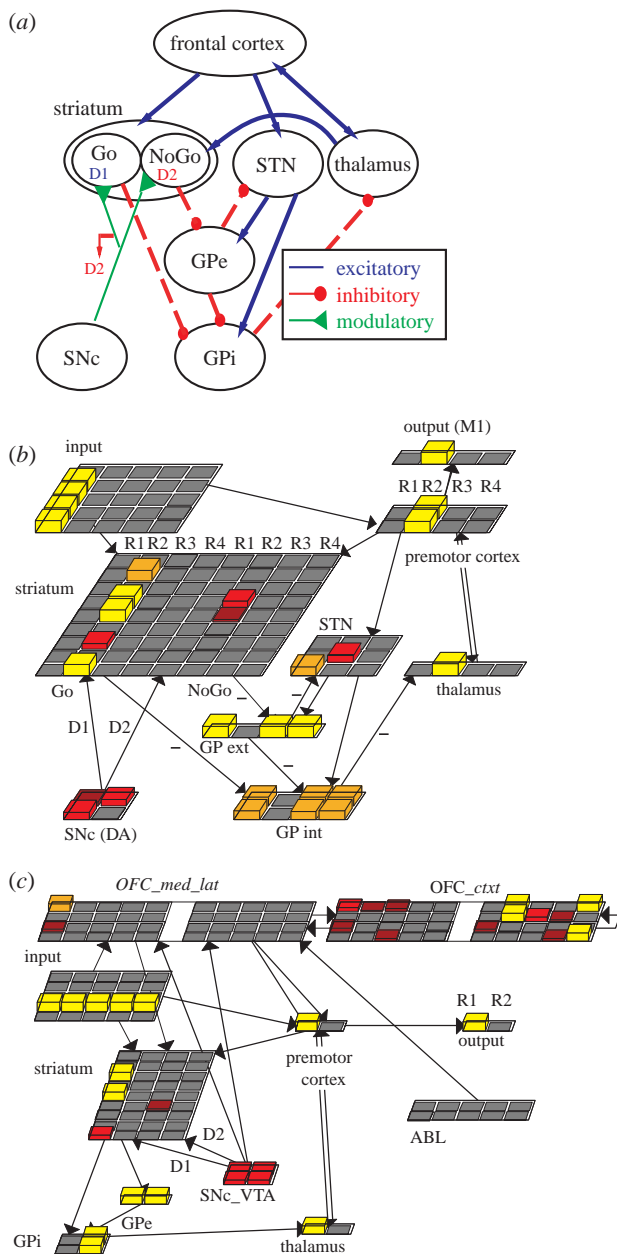 (a)
frontal cortex
striatum
Go
NoGo
D1
D2
STN
thalamus
D2
GPe
excitatory
inhibitory
modulatory
SNc
GPi
(b)
input
output (M1)
R1 R2 R3 R4
premotor cortex
R1 R2 R3 R4 R1 R2 R3 R4
striatum
STN
Go
NoGo
thalamus
D1
D2
–
–
–
–
–
GP ext
SNc (DA)
GP int
(c)
OFC_med_lat
OFC_ctxt
input
R1 R2
output
premotor
cortex
striatum
ABL
D2
D1
SNc_VTA
GPe
GPi
thalamus